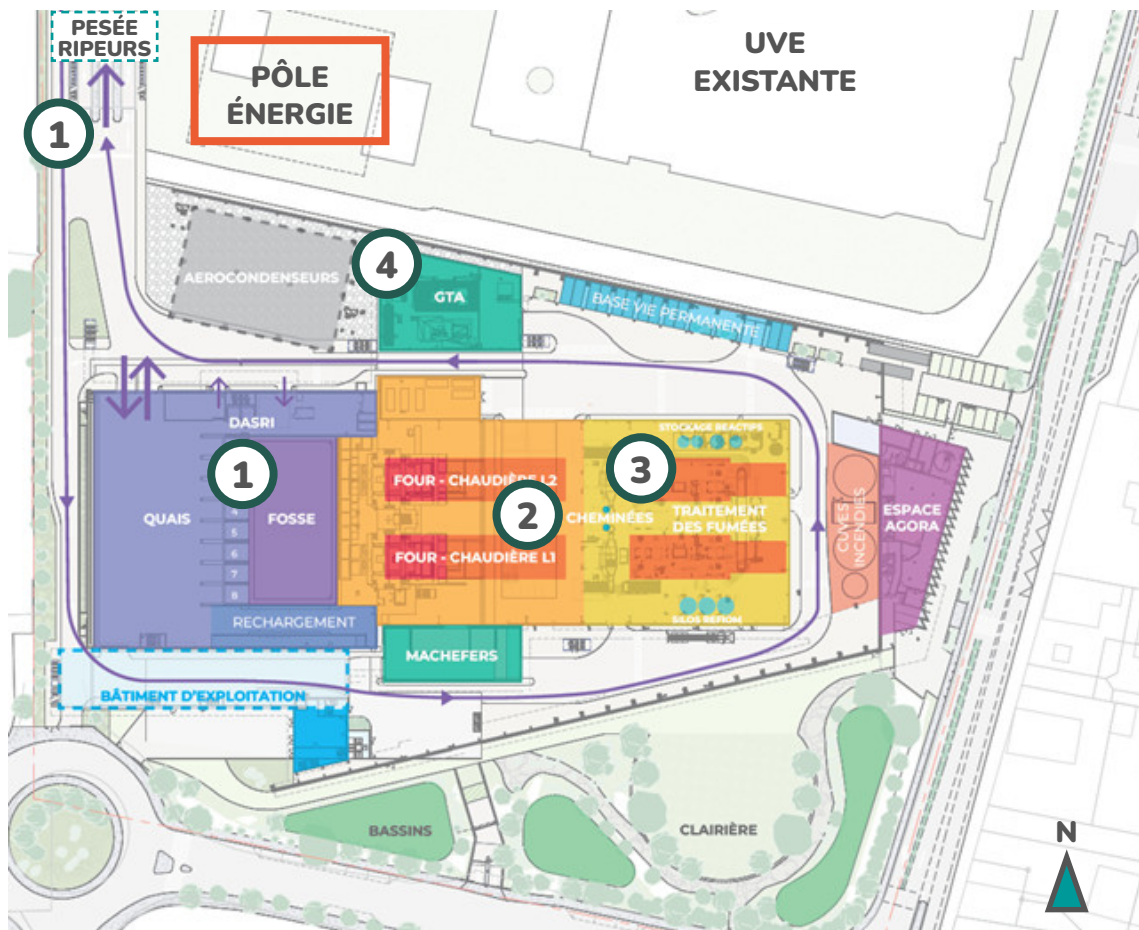 PESÉE
RIPEURS
PÔLE
ÉNERGIE
UVE
EXISTANTE
1
4
AEROCONDENSEURS
GTA
BASE VIE PERMANENTE
DASRI
STOCKAGE REACTIFS
1
3
FOUR - CHAUDIÈRE L2
2
QUAIS
4
FOSSE
CHEMINÉES
TRAITEMENT
DES FUMÉES
CUVES
INCENDIES
ESPACE
AGORA
5
6
FOUR - CHAUDIÈRE L1
7
8
RECHARGEMENT
SILOS REFIOM
MACHEFERS
BÂTIMENT D'EXPLOITATION
BASSINS
CLAIRIÈRE
N